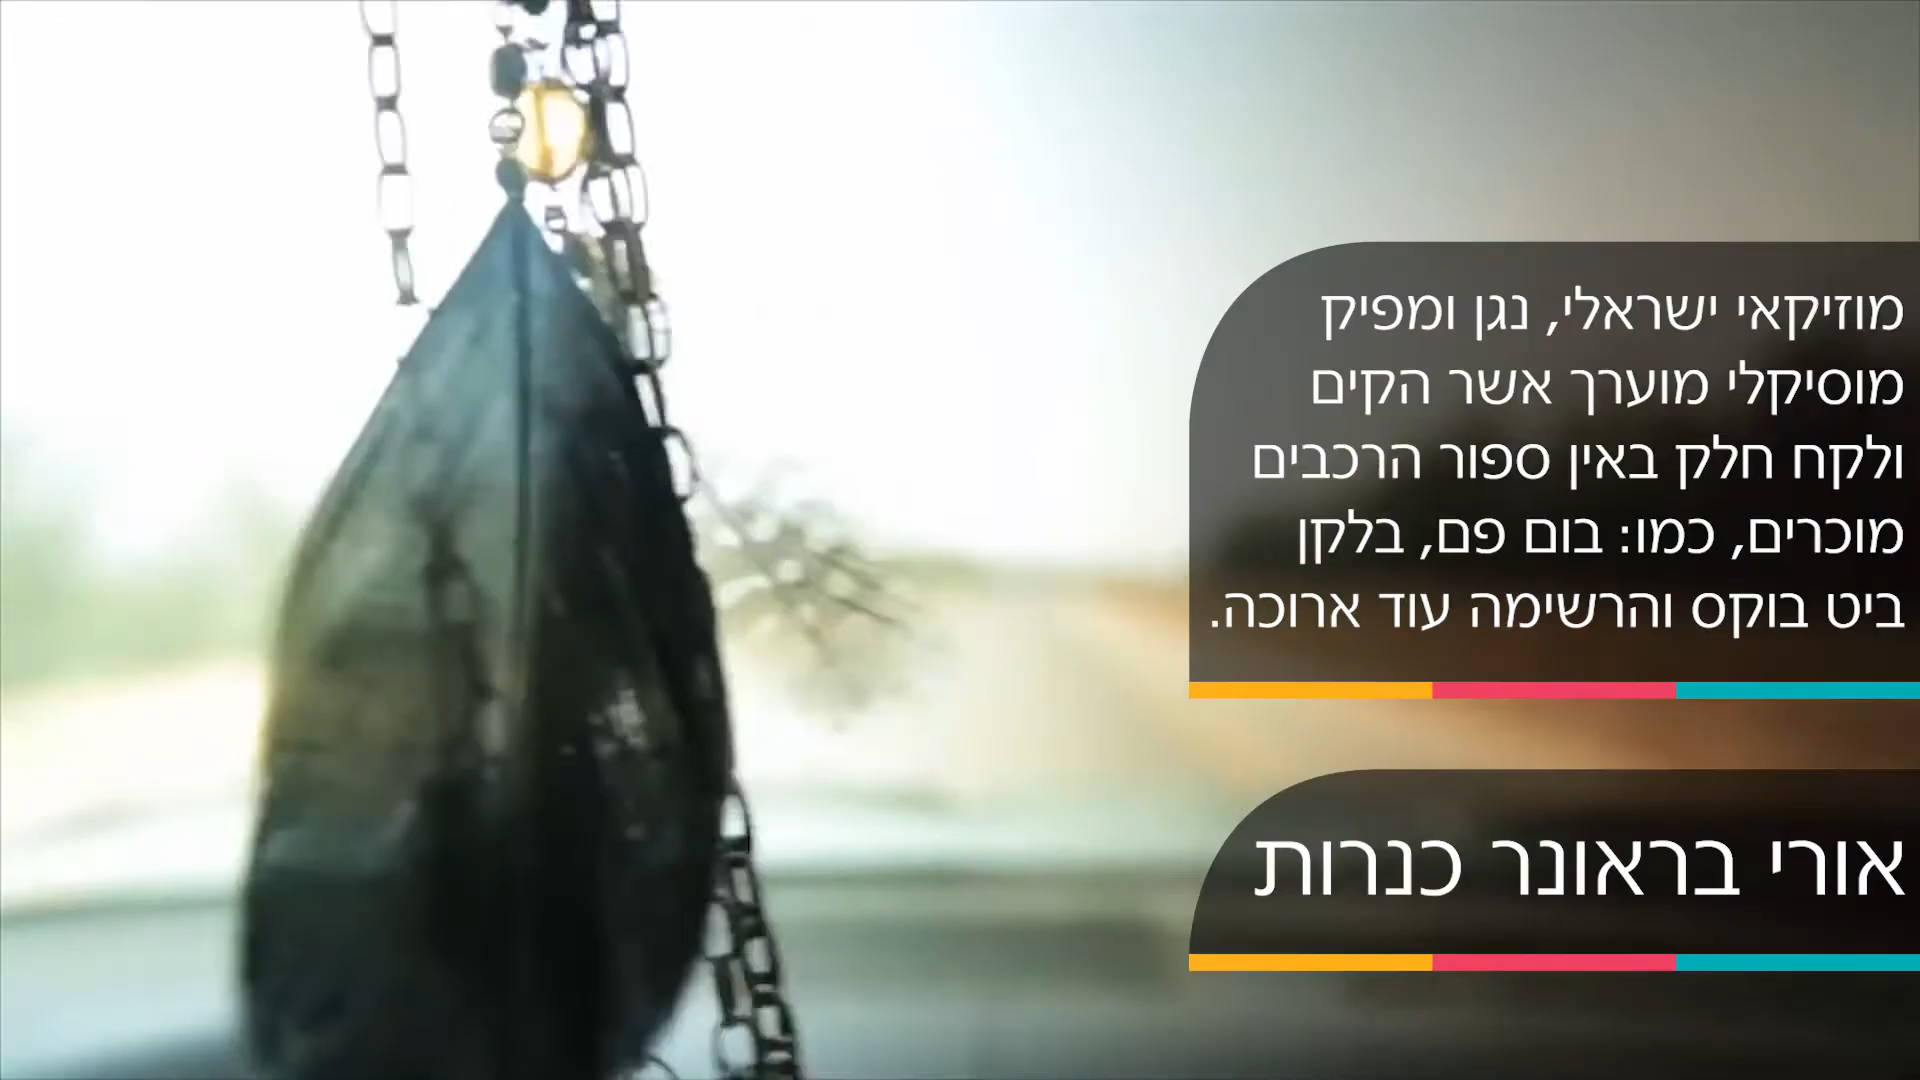 מוזיקאי ישראלי, נגן ומפיק
מוסיקלי מוערך אשר הקים
ולקח חלק באין ספור הרכבים
מוכרים, כמו: בום פם, בלקן
ביט בוקס והרשימה עוד ארוכה.
אורי בראונר כנרות